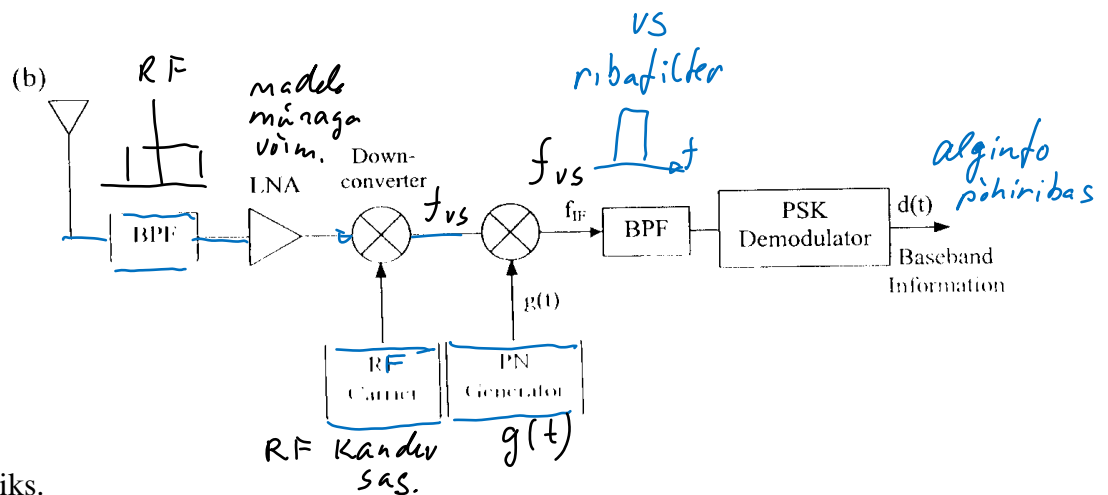 (b)
RF
madala
müraga
võim.
LNA
Down-
converter
f_VS
f_VS
f_IF
VS
ribafilter
f
BPF
BPF
PSK
Demodulator
d(t)
alginfo
põhiribas
Baseband
Information
g(t)
RF
Carrier
PN
Generator
RF Kandev
sag.
g(t)
iks.